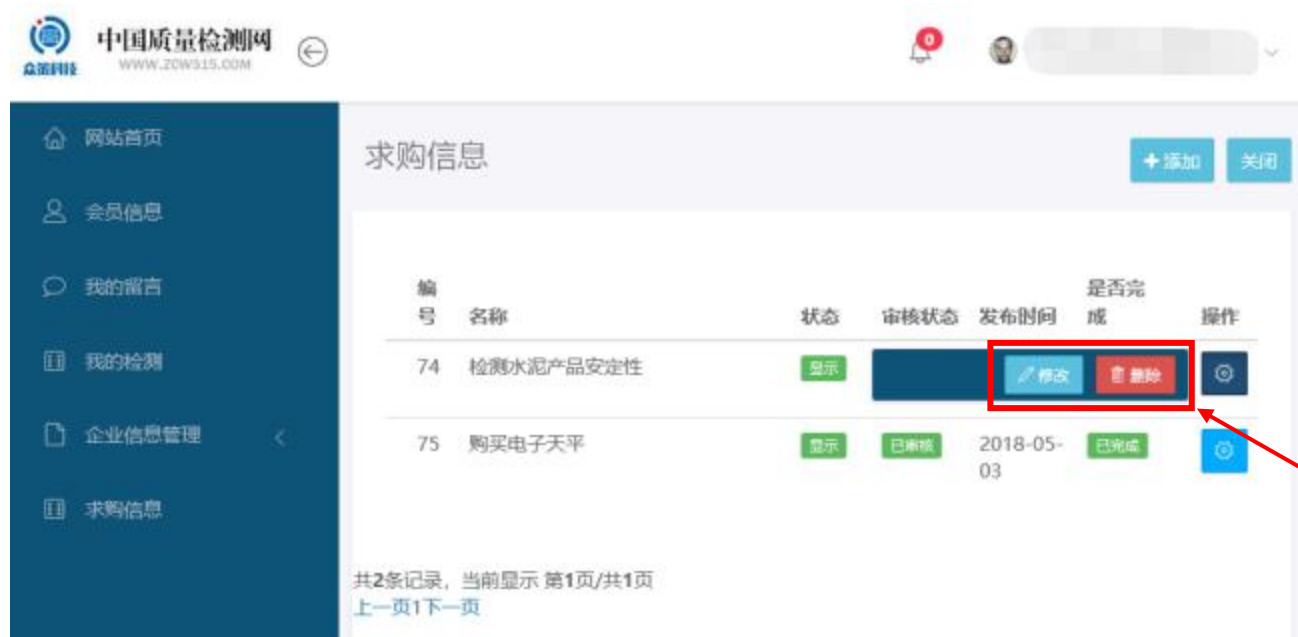 中国质量检测网
WWW.ZCWS15.COM
众策科技
0
网站首页
会员信息
我的留言
我的检测
企业信息管理
求购信息
求购信息
添加 关闭
编号 名称 状态 审核状态 发布时间 是否完成 操作
74 检测水泥产品安定性 显示 修改 删除
75 购买电子天平 显示 已审核 2018-05-03 已完成
共2条记录，当前显示 第1页/共1页
上一页1下一页